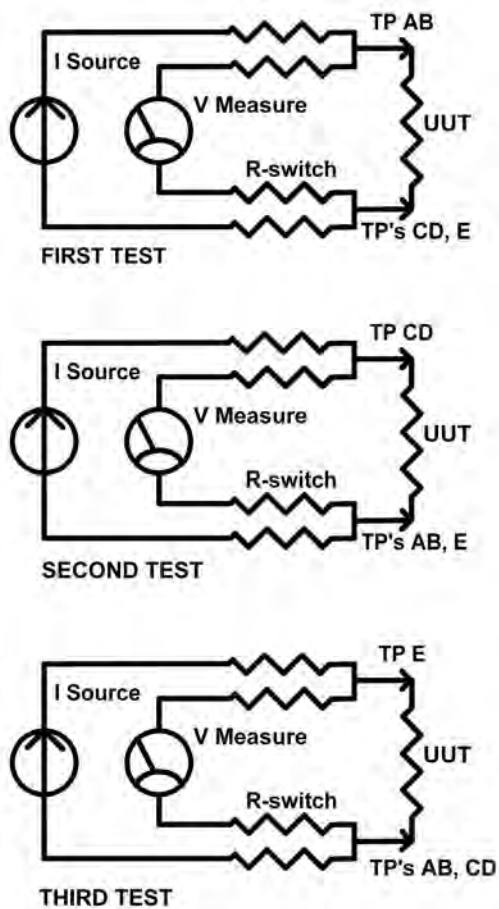 TP AB
I Source
V Measure
UUT
R-switch
TP's CD, E
FIRST TEST
TP CD
I Source
V Measure
UUT
R-switch
TP's AB, E
SECOND TEST
TP E
I Source
V Measure
UUT
R-switch
TP's AB, CD
THIRD TEST